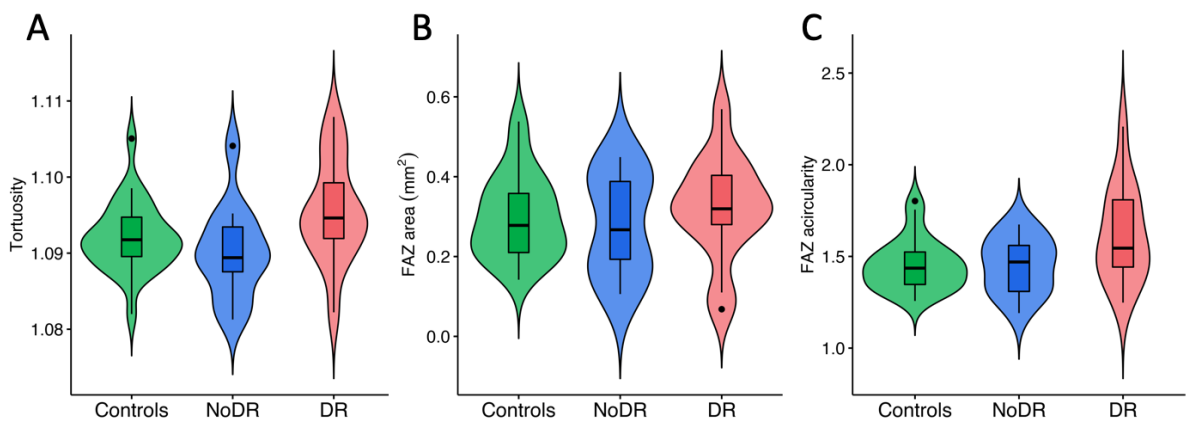 A
Tortuosity
1.11
1.10
1.09
1.08
Controls NoDR DR
B
FAZ area (mm²)
0.6
0.4
0.2
0.0
Controls NoDR DR
C
FAZ acircularity
2.5
2.0
1.5
1.0
Controls NoDR DR